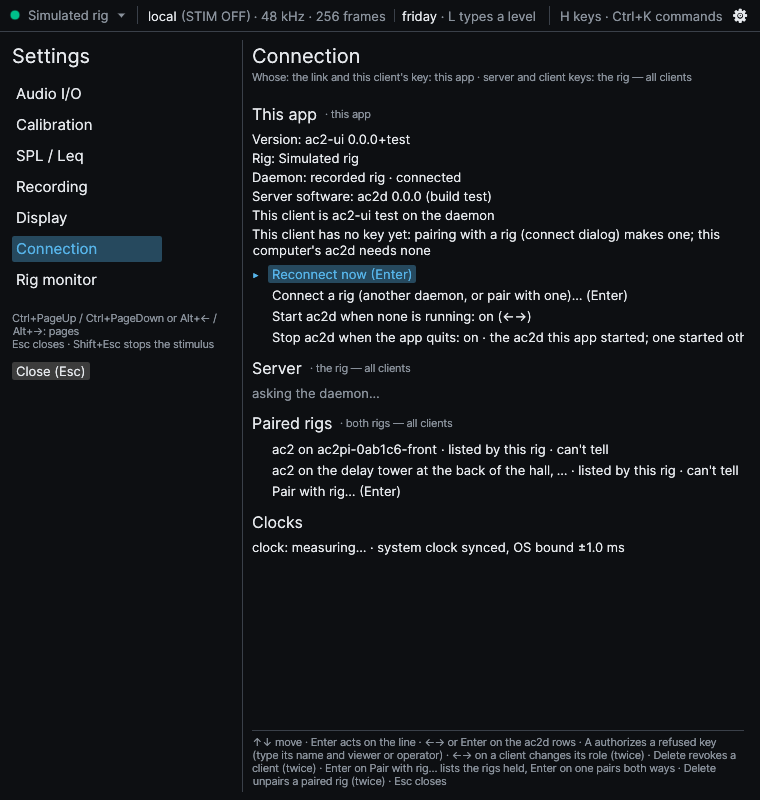 Simulated rig
local (STIM OFF) · 48 kHz · 256 frames
friday · L types a level
H keys · Ctrl+K commands
Settings
Audio I/O
Calibration
SPL / Leq
Recording
Display
Connection
Rig monitor
Ctrl+PageUp / Ctrl+PageDown or Alt+← /
Alt+→: pages
Esc closes · Shift+Esc stops the stimulus
Close (Esc)
Connection
Whose: the link and this client's key: this app · server and client keys: the rig — all clients
This app · this app
Version: ac2-ui 0.0.0+test
Rig: Simulated rig
Daemon: recorded rig · connected
Server software: ac2d 0.0.0 (build test)
This client is ac2-ui test on the daemon
This client has no key yet: pairing with a rig (connect dialog) makes one; this
computer's ac2d needs none
▸ Reconnect now (Enter)
Connect a rig (another daemon, or pair with one)... (Enter)
Start ac2d when none is running: on (←→)
Stop ac2d when the app quits: on · the ac2d this app started; one started oth
Server · the rig — all clients
asking the daemon...
Paired rigs · both rigs — all clients
ac2 on ac2pi-0ab1c6-front · listed by this rig · can't tell
ac2 on the delay tower at the back of the hall, ... · listed by this rig · can't tell
Pair with rig... (Enter)
Clocks
clock: measuring... · system clock synced, OS bound ±1.0 ms
↑↓ move · Enter acts on the line · ←→ or Enter on the ac2d rows · A authorizes a refused key
(type its name and viewer or operator) · ←→ on a client changes its role (twice) · Delete revokes a
client (twice) · Enter on Pair with rig... lists the rigs held, Enter on one pairs both ways · Delete
unpairs a paired rig (twice) · Esc closes